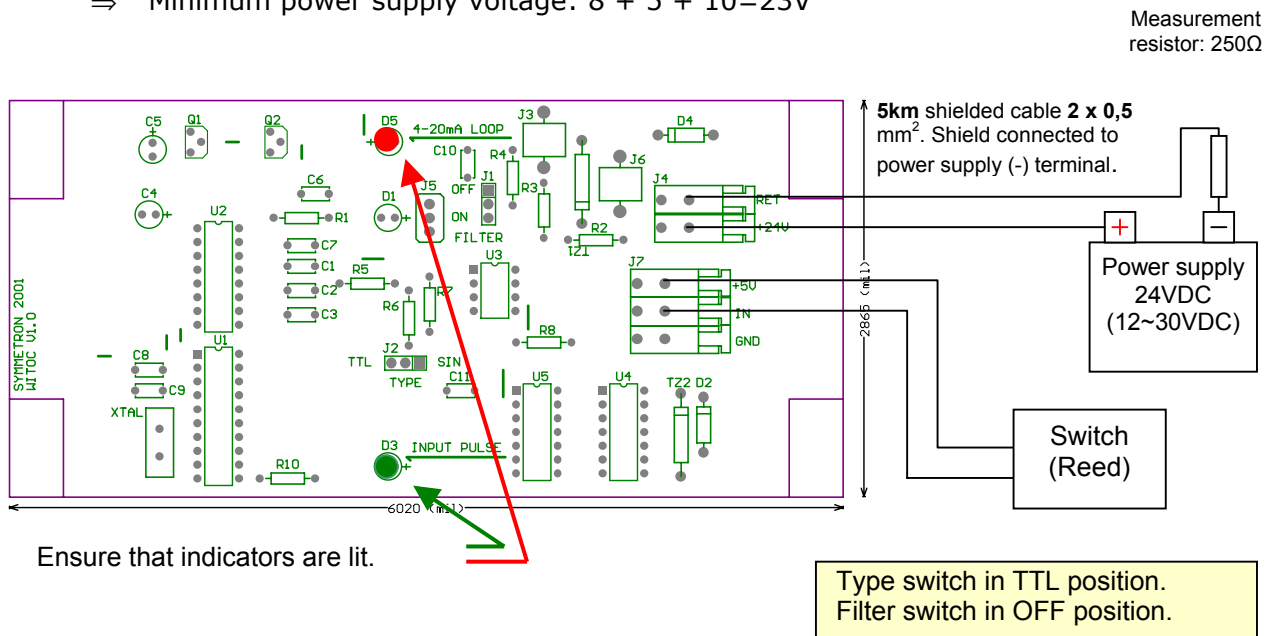 ⇒ Minimum power supply voltage: 8 + 5 + 10=23V
Measurement
resistor: 250Ω
5km shielded cable 2 x 0,5
mm². Shield connected to
power supply (-) terminal.
C5
Q1
Q2
D5
4-20mA LOOP
J3
D4
C10
R4
J6
C4
C6
D1
J5
OFF
J1
R3
J4
RET
U2
R1
ON
FILTER
R2
+24V
+
−
TZ1
C7
C1
C2
C3
R5
U3
J7
+5V
IN
GND
Power supply
24VDC
(12~30VDC)
R6
R7
R8
SYMMETRON 2001
WITOC V1.0
2865 (mil)
U1
J2
TTL
SIN
TYPE
C8
C9
C11
U5
U4
TZ2
D2
XTAL
D3
INPUT PULSE
R10
Switch
(Reed)
6020 (mil)
Ensure that indicators are lit.
Type switch in TTL position.
Filter switch in OFF position.